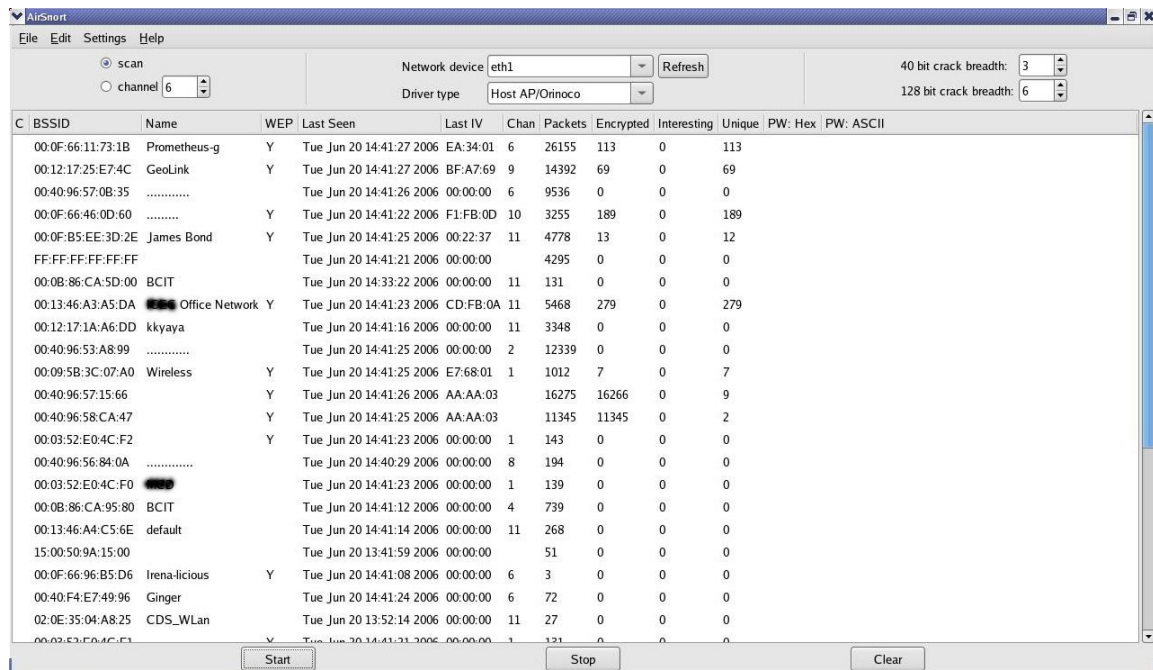 AirSnort
File Edit Settings Help
scan
channel 6
Network device eth1 Refresh
Driver type Host AP/Orinoco
40 bit crack breadth: 3
128 bit crack breadth: 6
C BSSID Name WEP Last Seen Last IV Chan Packets Encrypted Interesting Unique PW: Hex PW: ASCII
00:0F:66:11:73:1B Prometheus-g Y Tue Jun 20 14:41:27 2006 EA:34:01 6 26155 113 0 113
00:12:17:25:E7:4C GeoLink Y Tue Jun 20 14:41:27 2006 BF:A7:69 9 14392 69 0 69
00:40:96:57:0B:35 ............ Tue Jun 20 14:41:26 2006 00:00:00 6 9536 0 0 0
00:0F:66:46:0D:60 ......... Y Tue Jun 20 14:41:22 2006 F1:FB:0D 10 3255 189 0 189
00:0F:B5:EE:3D:2E James Bond Y Tue Jun 20 14:41:25 2006 00:22:37 11 4778 13 0 12
FF:FF:FF:FF:FF:FF Tue Jun 20 14:41:21 2006 00:00:00 4295 0 0 0
00:0B:86:CA:5D:00 BCIT Tue Jun 20 14:33:22 2006 00:00:00 11 131 0 0 0
00:13:46:A3:A5:DA Office Network Y Tue Jun 20 14:41:23 2006 CD:FB:0A 11 5468 279 0 279
00:12:17:1A:A6:DD kkyaya Tue Jun 20 14:41:16 2006 00:00:00 11 3348 0 0 0
00:40:96:53:A8:99 ............ Tue Jun 20 14:41:25 2006 00:00:00 2 12339 0 0 0
00:09:5B:3C:07:A0 Wireless Y Tue Jun 20 14:41:25 2006 E7:68:01 1 1012 7 0 7
00:40:96:57:15:66 Y Tue Jun 20 14:41:26 2006 AA:AA:03 16275 16266 0 9
00:40:96:58:CA:47 Y Tue Jun 20 14:41:25 2006 AA:AA:03 11345 11345 0 2
00:03:52:E0:4C:F2 Y Tue Jun 20 14:41:23 2006 00:00:00 1 143 0 0 0
00:40:96:56:84:0A ............. Tue Jun 20 14:40:29 2006 00:00:00 8 194 0 0 0
00:03:52:E0:4C:F0 Tue Jun 20 14:41:23 2006 00:00:00 1 139 0 0 0
00:0B:86:CA:95:80 BCIT Tue Jun 20 14:41:12 2006 00:00:00 4 739 0 0 0
00:13:46:A4:C5:6E default Tue Jun 20 14:41:14 2006 00:00:00 11 268 0 0 0
15:00:50:9A:15:00 Tue Jun 20 13:41:59 2006 00:00:00 51 0 0 0
00:0F:66:96:B5:D6 Irena-licious Y Tue Jun 20 14:41:08 2006 00:00:00 6 3 0 0 0
00:40:F4:E7:49:96 Ginger Tue Jun 20 14:41:24 2006 00:00:00 6 72 0 0 0
02:0E:35:04:A8:25 CDS_WLan Tue Jun 20 13:52:14 2006 00:00:00 11 27 0 0 0
00:03:52:E0:4C:F1 Y Tue Jun 20 14:41:21 2006 00:00:00 1 131 0 0 0
Start Stop Clear